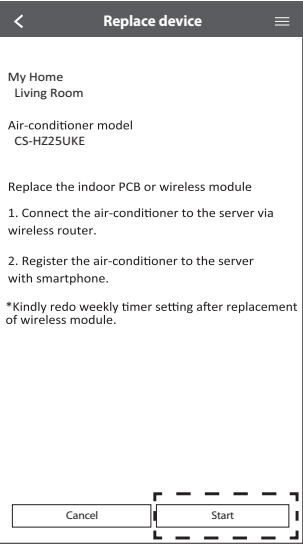 Replace device
My Home
Living Room
Air-conditioner model
CS-HZ25UKE
Replace the indoor PCB or wireless module
1. Connect the air-conditioner to the server via
wireless router.
2. Register the air-conditioner to the server
with smartphone.
*Kindly redo weekly timer setting after replacement
of wireless module.
Cancel
Start